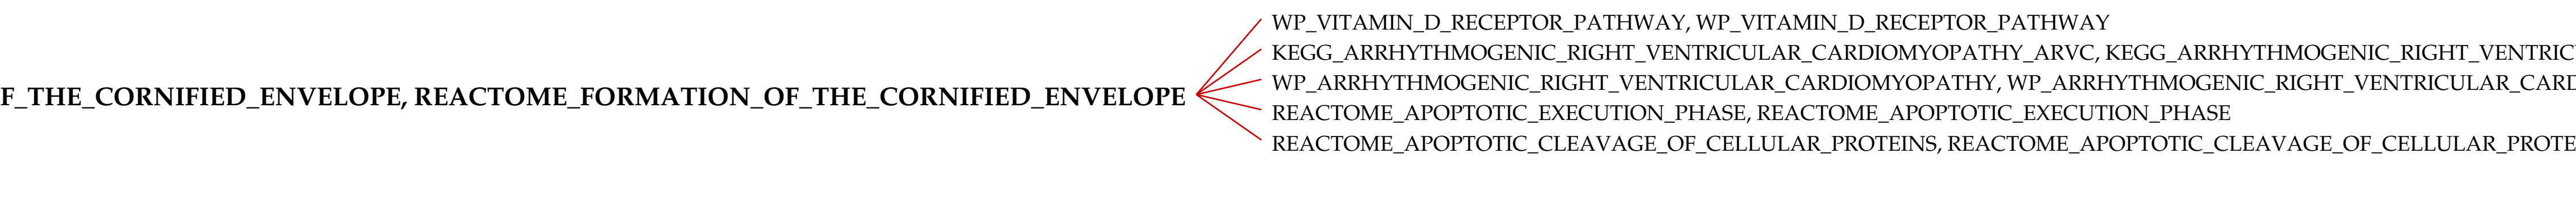 F_THE_CORNIFIED_ENVELOPE, REACTOME_FORMATION_OF_THE_CORNIFIED_ENVELOPE
WP_VITAMIN_D_RECEPTOR_PATHWAY, WP_VITAMIN_D_RECEPTOR_PATHWAY
KEGG_ARRHYTHMOGENIC_RIGHT_VENTRICULAR_CARDIOMYOPATHY_ARVC, KEGG_ARRHYTHMOGENIC_RIGHT_VENTRIC
WP_ARRHYTHMOGENIC_RIGHT_VENTRICULAR_CARDIOMYOPATHY, WP_ARRHYTHMOGENIC_RIGHT_VENTRICULAR_CARD
REACTOME_APOPTOTIC_EXECUTION_PHASE, REACTOME_APOPTOTIC_EXECUTION_PHASE
REACTOME_APOPTOTIC_CLEAVAGE_OF_CELLULAR_PROTEINS, REACTOME_APOPTOTIC_CLEAVAGE_OF_CELLULAR_PROTE